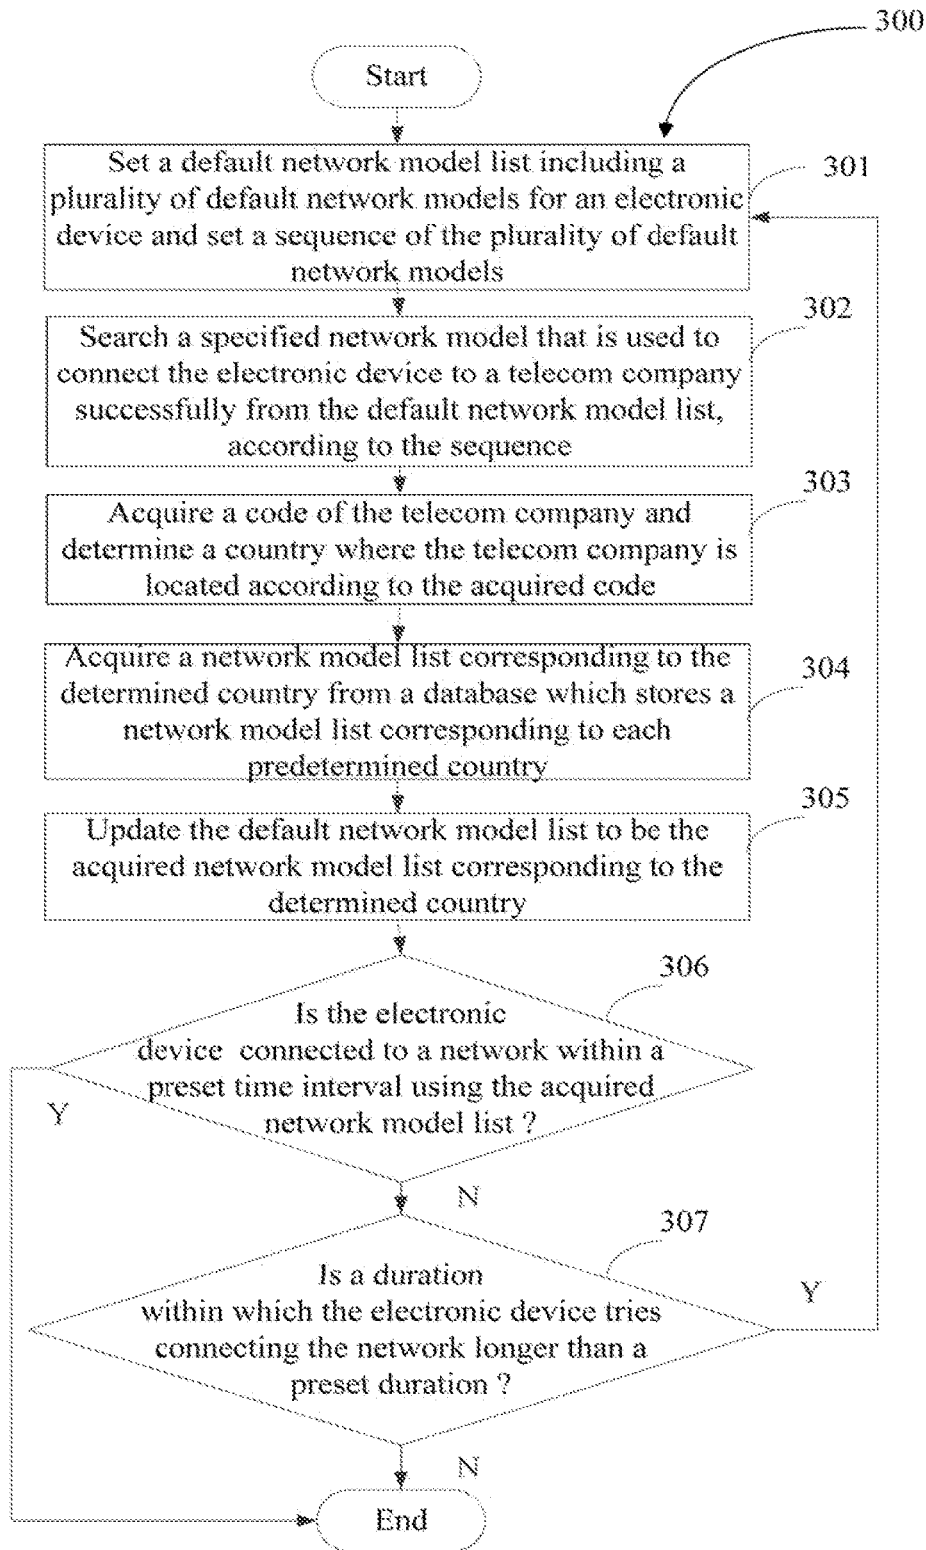 300
Start
Set a default network model list including a
plurality of default network models for an electronic
device and set a sequence of the plurality of default
network models
301
Search a specified network model that is used to
connect the electronic device to a telecom company
successfully from the default network model list,
according to the sequence
302
Acquire a code of the telecom company and
determine a country where the telecom company is
located according to the acquired code
303
Acquire a network model list corresponding to the
determined country from a database which stores a
network model list corresponding to each
predetermined country
304
Update the default network model list to be the
acquired network model list corresponding to the
determined country
305
306
Is the electronic
device connected to a network within a
preset time interval using the acquired
network model list ?
Y
N
307
Is a duration
within which the electronic device tries
connecting the network longer than a
preset duration ?
Y
N
End